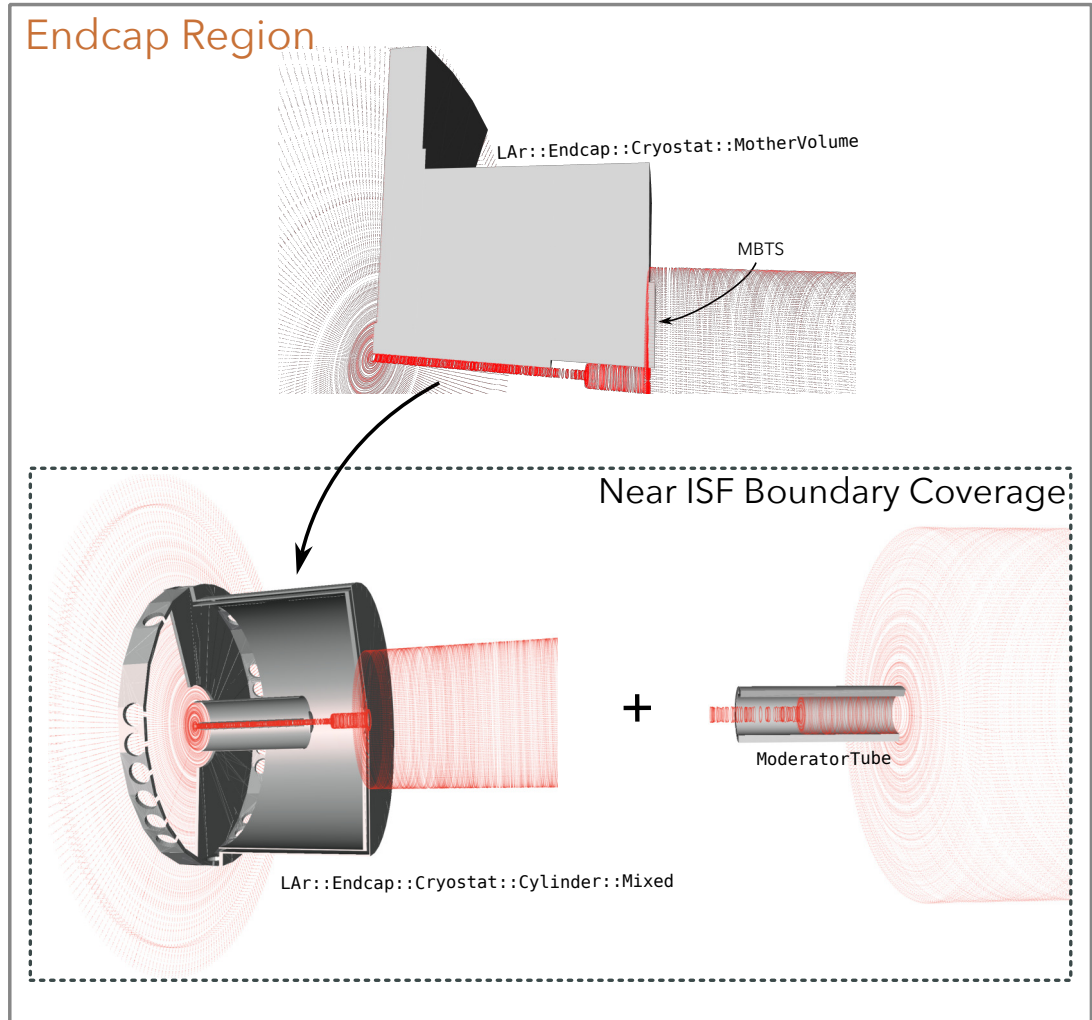 Endcap Region
LAr::Endcap::Cryostat::MotherVolume
MBTS
Near ISF Boundary Coverage
+
ModeratorTube
LAr::Endcap::Cryostat::Cylinder::Mixed